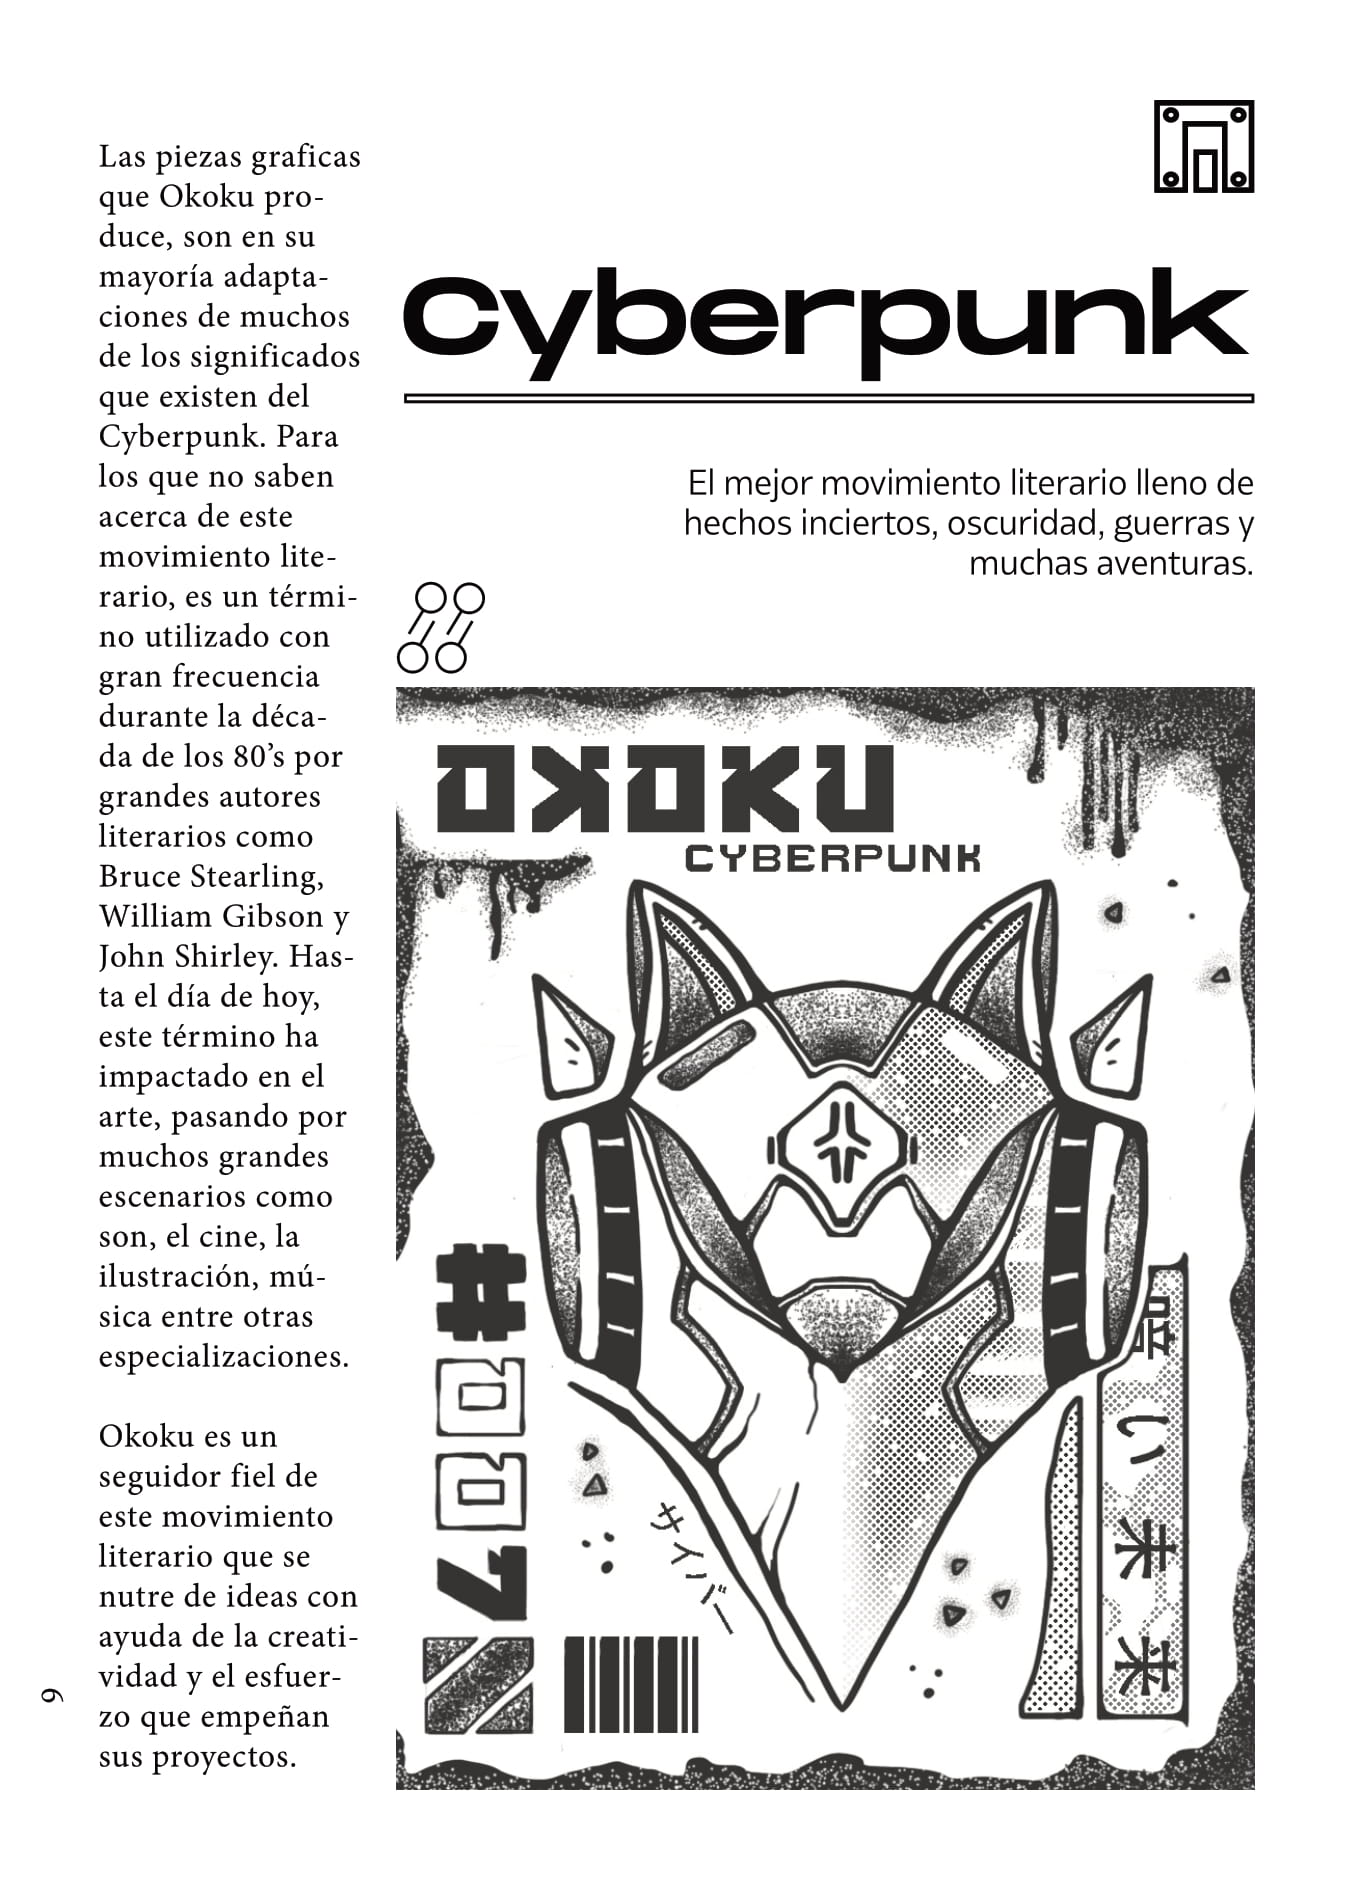 Las piezas graficas
que Okoku pro-
duce, son en su
mayoría adapta-
ciones de muchos
de los significados
que existen del
Cyberpunk. Para
los que no saben
acerca de este
movimiento lite-
rario, es un térmi-
no utilizado con
gran frecuencia
durante la déca-
da de los 80’s por
grandes autores
literarios como
Bruce Stearling,
William Gibson y
John Shirley. Has-
ta el día de hoy,
este término ha
impactado en el
arte, pasando por
muchos grandes
escenarios como
son, el cine, la
ilustración, mú-
sica entre otras
especializaciones.
Okoku es un
seguidor fiel de
este movimiento
literario que se
nutre de ideas con
ayuda de la creati-
vidad y el esfuer-
zo que empeñan
sus proyectos.
9
Cyberpunk
El mejor movimiento literario lleno de
hechos inciertos, oscuridad, guerras y
muchas aventuras.
OKOKU
CYBERPUNK
#007
サイバー
い未来